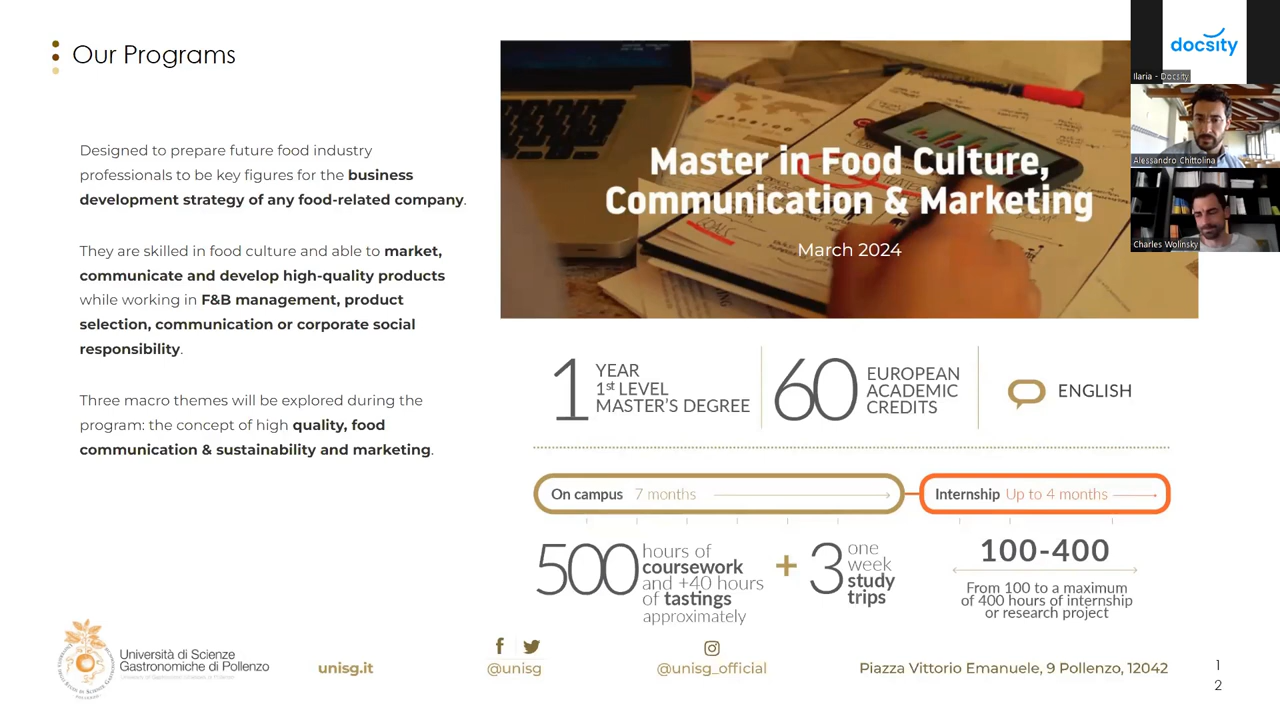 Our Programs
Designed to prepare future food industry
professionals to be key figures for the business
development strategy of any food-related company.
They are skilled in food culture and able to market,
communicate and develop high-quality products
while working in F&B management, product
selection, communication or corporate social
responsibility.
Three macro themes will be explored during the
program: the concept of high quality, food
communication & sustainability and marketing.
Master in Food Culture,
Communication & Marketing
March 2024
GOALS
docsity
Ilaria - Docsity
Alessandro Chittolina
Charles Wolinsky
1 YEAR
1st LEVEL
MASTER'S DEGREE
60 EUROPEAN
ACADEMIC
CREDITS
ENGLISH
On campus 7 months
Internship Up to 4 months
500 hours of
coursework
and +40 hours
of tastings
approximately
+
3 one
week
study
trips
100-400
From 100 to a maximum
of 400 hours of internship
or research project
Università di Scienze
Gastronomiche di Pollenzo
unisg.it
@unisg
@unisg_official
Piazza Vittorio Emanuele, 9 Pollenzo, 12042
1
2